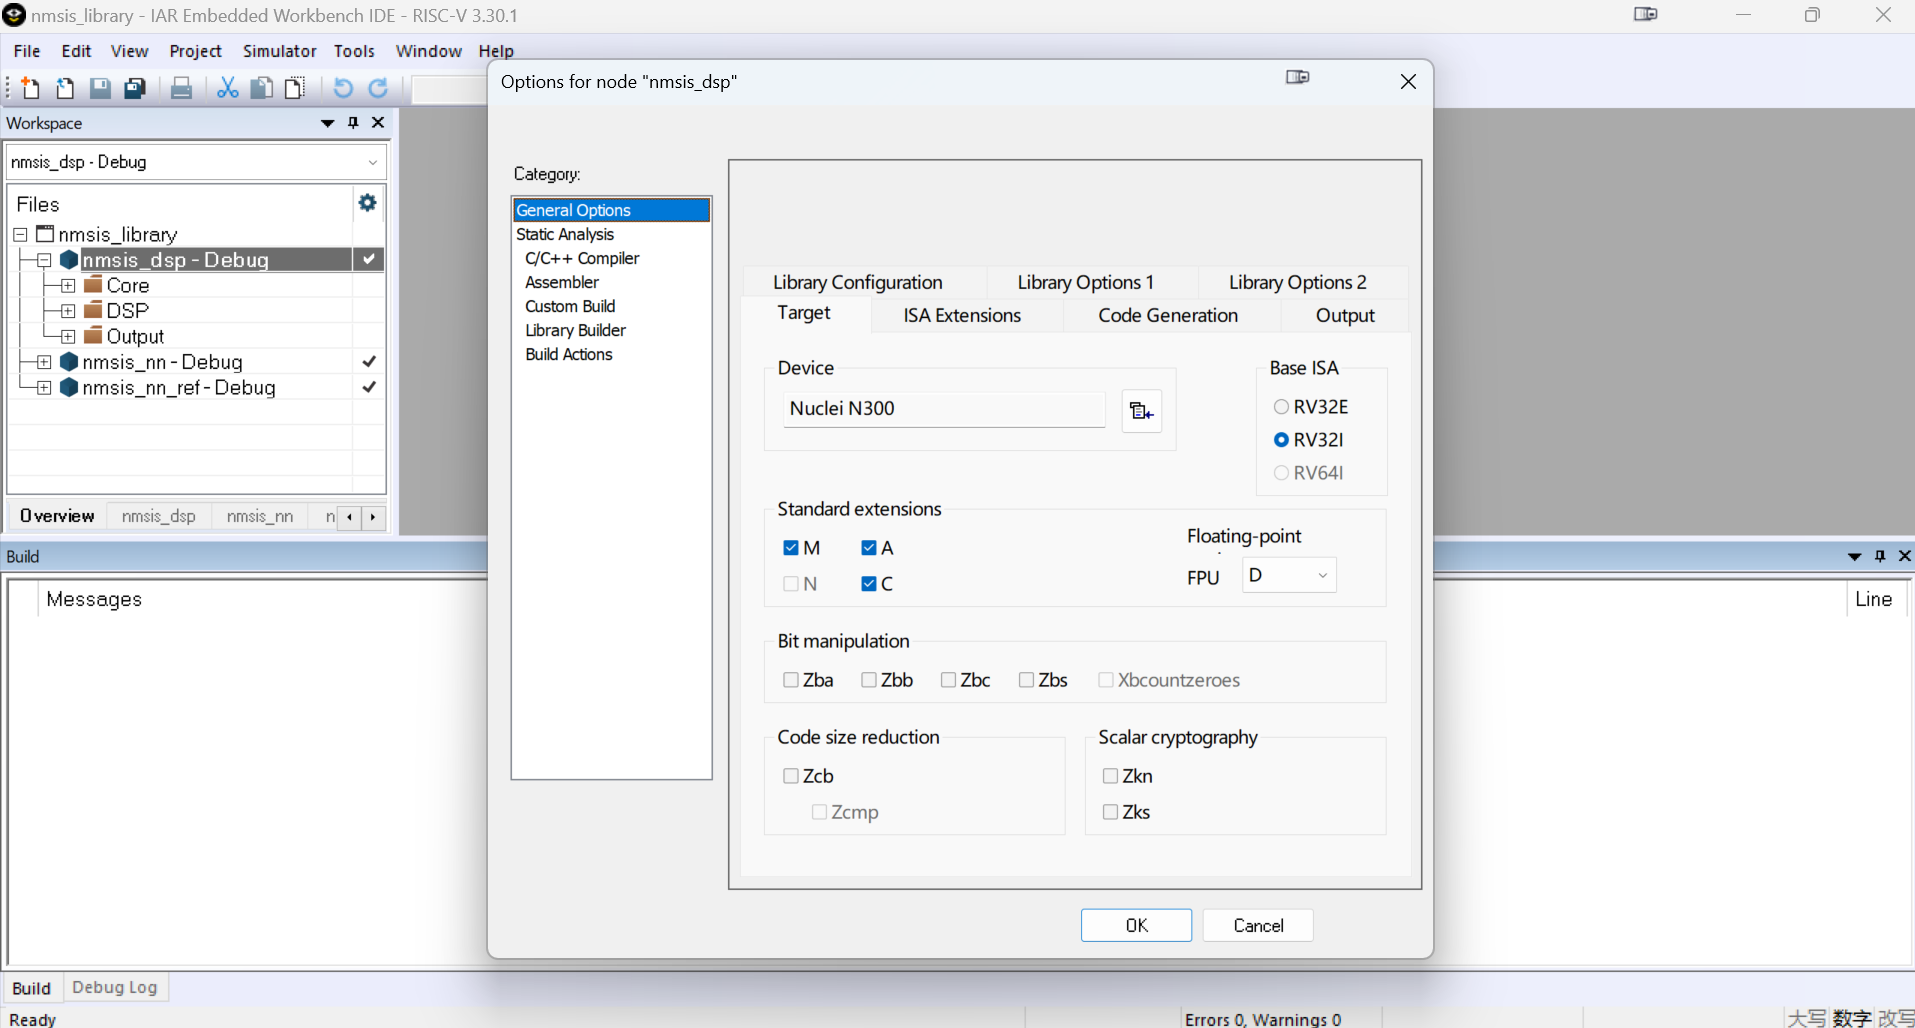 nmsis_library - IAR Embedded Workbench IDE - RISC-V 3.30.1
File Edit View Project Simulator Tools Window Help
Workspace
nmsis_dsp - Debug
Files
nmsis_library
nmsis_dsp - Debug
Core
DSP
Output
nmsis_nn - Debug
nmsis_nn_ref - Debug
Overview nmsis_dsp nmsis_nn n
Options for node "nmsis_dsp"
Category:
General Options
Static Analysis
C/C++ Compiler
Assembler
Custom Build
Library Builder
Build Actions
Library Configuration Library Options 1 Library Options 2
Target ISA Extensions Code Generation Output
Device
Nuclei N300
Base ISA
RV32E
RV32I
RV64I
Standard extensions
M A
N C
Floating-point
FPU D
Bit manipulation
Zba Zbb Zbc Zbs Xbcountzeroes
Code size reduction
Zcb
Zcmp
Scalar cryptography
Zkn
Zks
OK Cancel
Build
Messages Line
Build Debug Log
Ready Errors 0, Warnings 0 大写 数字 改写